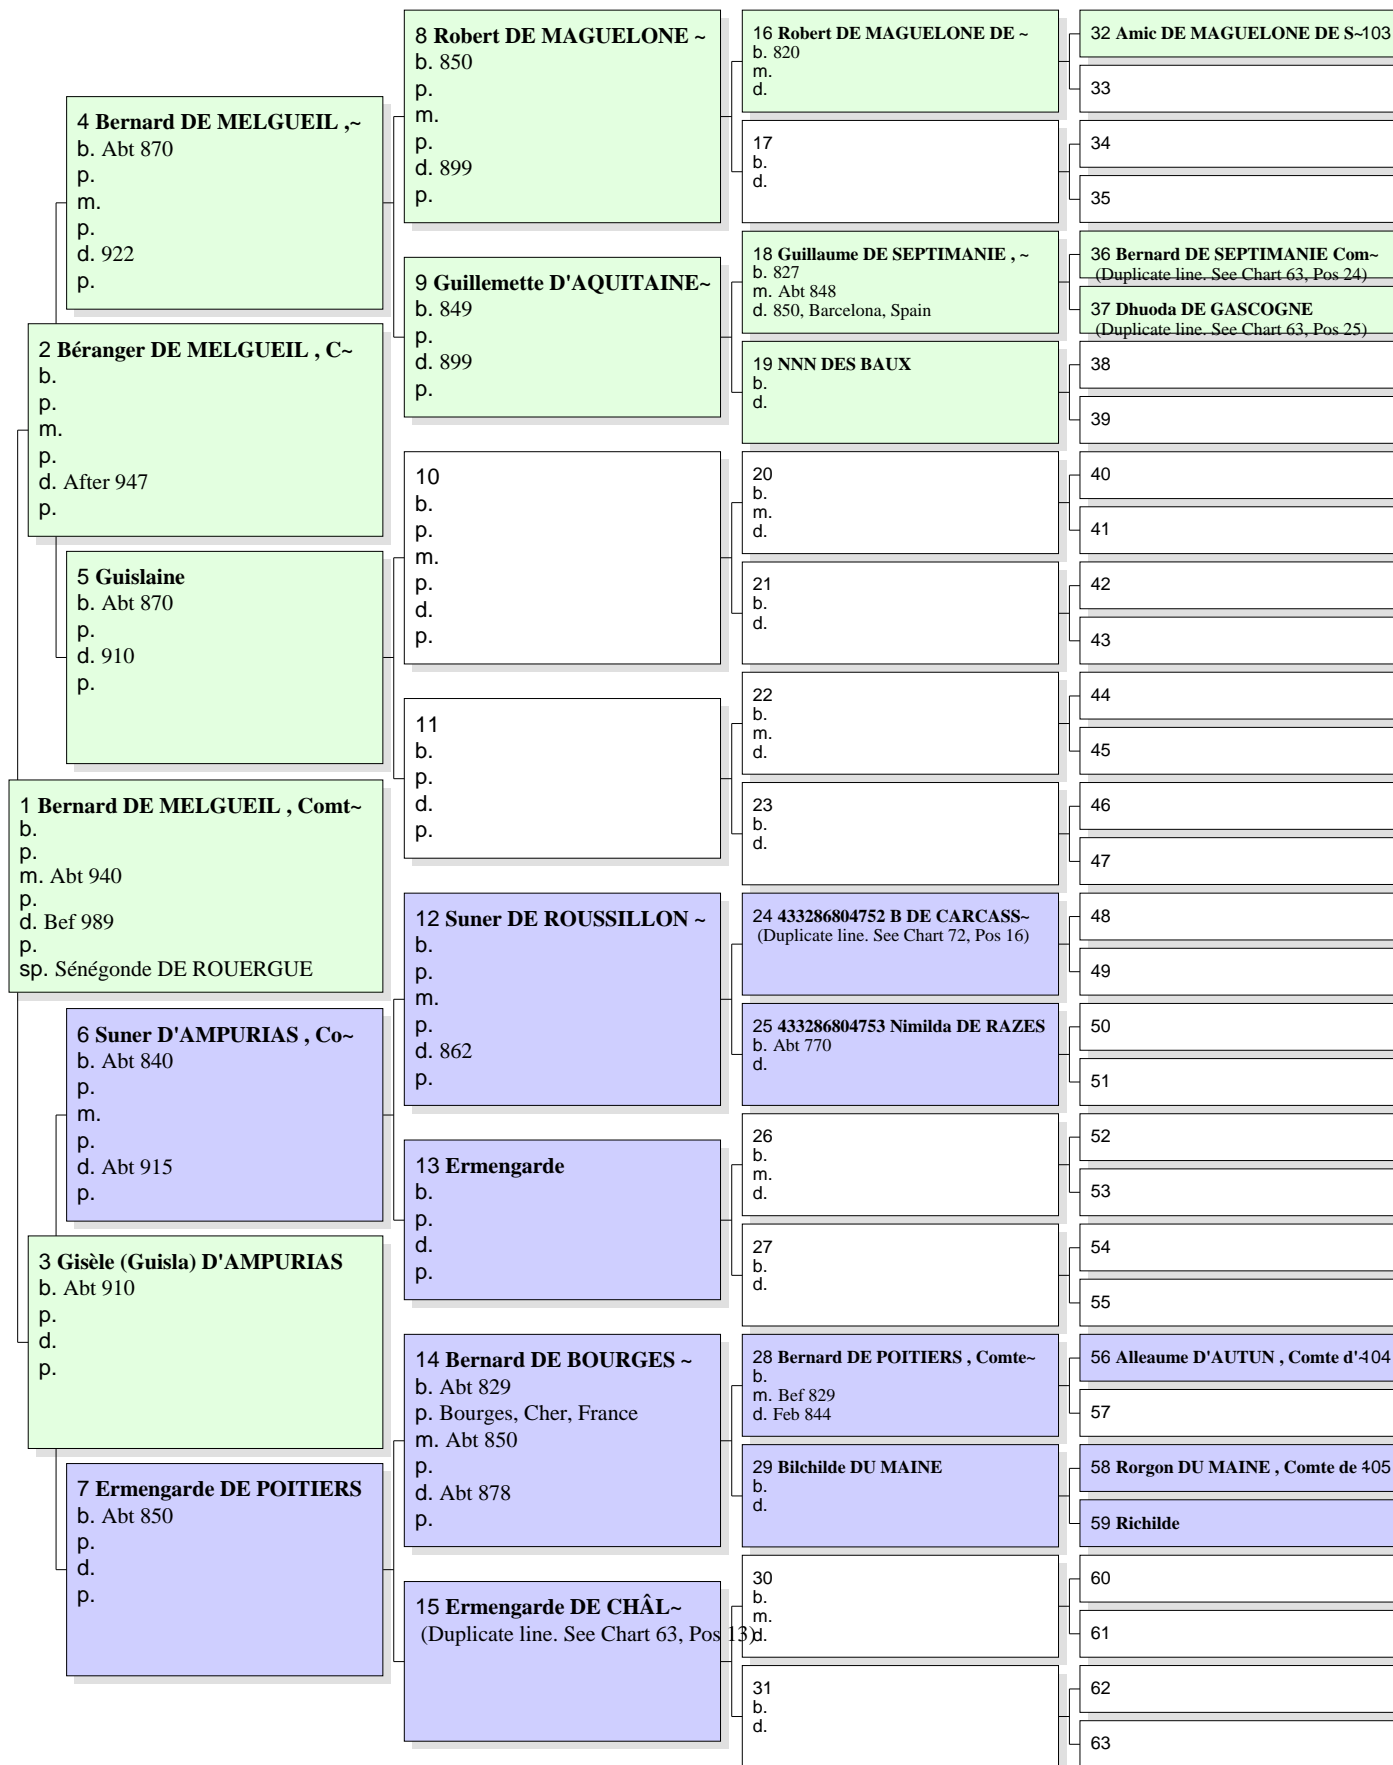 1 Bernard DE MELGUEIL , Comt~
b.
p.
m. Abt 940
p.
d. Bef 989
p.
sp. Sénégonde DE ROUERGUE
2 Béranger DE MELGUEIL , C~
b.
p.
m.
p.
d. After 947
p.
3 Gisèle (Guisla) D'AMPURIAS
b. Abt 910
p.
d.
p.
4 Bernard DE MELGUEIL ,~
b. Abt 870
p.
m.
p.
d. 922
p.
5 Guislaine
b. Abt 870
p.
d. 910
p.
6 Suner D'AMPURIAS , Co~
b. Abt 840
p.
m.
p.
d. Abt 915
p.
7 Ermengarde DE POITIERS
b. Abt 850
p.
d.
p.
8 Robert DE MAGUELONE ~
b. 850
p.
m.
p.
d. 899
p.
9 Guillemette D'AQUITAINE~
b. 849
p.
d. 899
p.
10
b.
p.
m.
p.
d.
p.
11
b.
p.
d.
p.
12 Suner DE ROUSSILLON ~
b.
p.
m.
p.
d. 862
p.
13 Ermengarde
b.
p.
d.
p.
14 Bernard DE BOURGES ~
b. Abt 829
p. Bourges, Cher, France
m. Abt 850
p.
d. Abt 878
p.
15 Ermengarde DE CHÂL~
(Duplicate line. See Chart 63, Pos 13)
16 Robert DE MAGUELONE DE ~
b. 820
m.
d.
17
b.
d.
18 Guillaume DE SEPTIMANIE , ~
b. 827
m. Abt 848
d. 850, Barcelona, Spain
19 NNN DES BAUX
b.
d.
20
b.
m.
d.
21
b.
d.
22
b.
m.
d.
23
b.
d.
24 433286804752 B DE CARCASS~
(Duplicate line. See Chart 72, Pos 16)
25 433286804753 Nimilda DE RAZES
b. Abt 770
d.
26
b.
m.
d.
27
b.
d.
28 Bernard DE POITIERS , Comte~
b.
m. Bef 829
d. Feb 844
29 Bilchilde DU MAINE
b.
d.
30
b.
m.
d.
31
b.
d.
32 Amic DE MAGUELONE DE S~103
33
34
35
36 Bernard DE SEPTIMANIE Com~
(Duplicate line. See Chart 63, Pos 24)
37 Dhuoda DE GASCOGNE
(Duplicate line. See Chart 63, Pos 25)
38
39
40
41
42
43
44
45
46
47
48
49
50
51
52
53
54
55
56 Alleaume D'AUTUN , Comte d'~104
57
58 Rorgon DU MAINE , Comte de ~105
59 Richilde
60
61
62
63